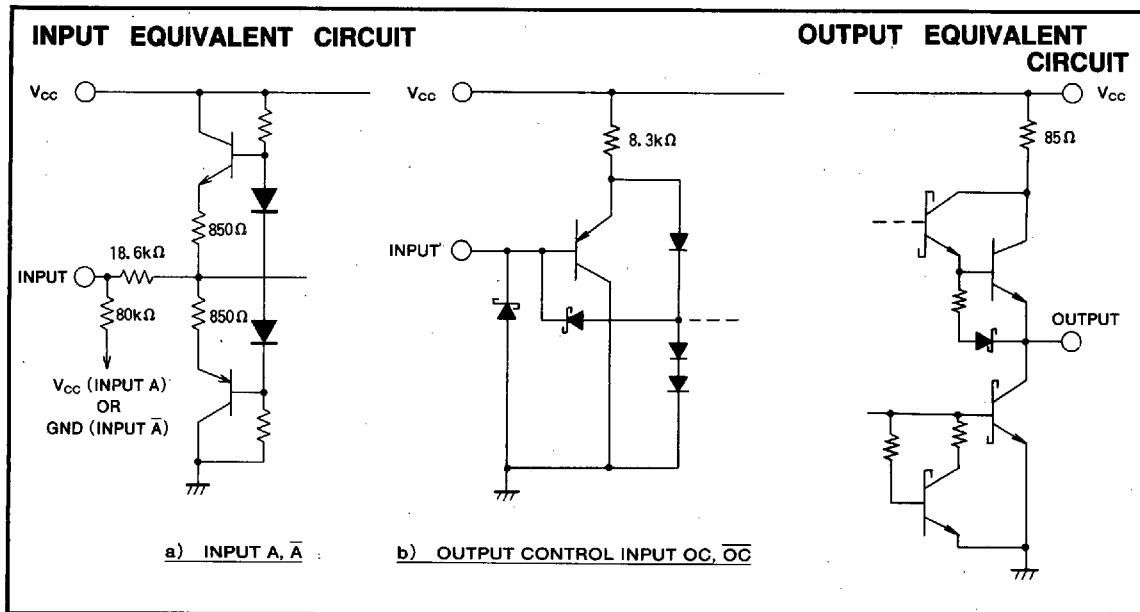 INPUT EQUIVALENT CIRCUIT
OUTPUT EQUIVALENT
CIRCUIT
VCC
850Ω
18.6kΩ
INPUT
80kΩ
850Ω
VCC (INPUT A)
OR
GND (INPUT A̅)
a) INPUT A, A̅
VCC
8.3kΩ
INPUT
b) OUTPUT CONTROL INPUT OC, O̅C̅
VCC
85Ω
OUTPUT